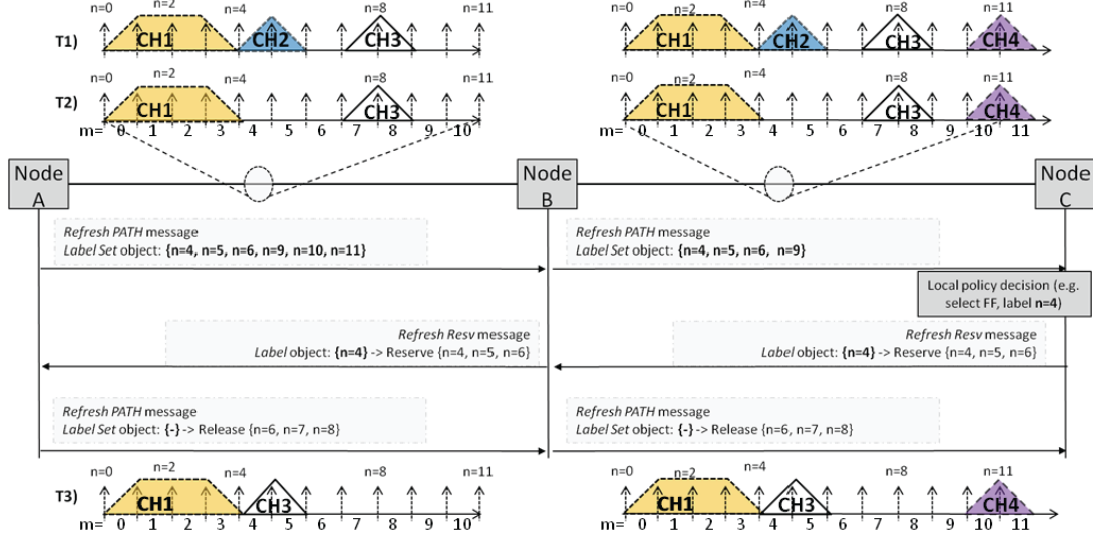 n=0 n=2 n=4 n=8 n=11 n=0 n=2 n=4 n=8 n=11
T1) CH1 CH2 CH3 CH1 CH2 CH3 CH4
n=0 n=2 n=4 n=8 n=11 n=0 n=2 n=4 n=8 n=11
T2) CH1 CH3 CH1 CH3 CH4
m= 0 1 2 3 4 5 6 7 8 9 10 m= 0 1 2 3 4 5 6 7 8 9 10 11
Node A
Node B
Node C
Refresh PATH message
Label Set object: {n=4, n=5, n=6, n=9, n=10, n=11}
Refresh PATH message
Label Set object: {n=4, n=5, n=6, n=9}
Local policy decision (e.g.
select FF, label n=4)
Refresh Resv message
Label object: {n=4} -> Reserve {n=4, n=5, n=6}
Refresh Resv message
Label object: {n=4} -> Reserve {n=4, n=5, n=6}
Refresh PATH message
Label Set object: {-} -> Release {n=6, n=7, n=8}
Refresh PATH message
Label Set object: {-} -> Release {n=6, n=7, n=8}
n=0 n=2 n=4 n=8 n=11 n=0 n=2 n=4 n=8 n=11
T3) CH1 CH3 CH1 CH3 CH4
m= 0 1 2 3 4 5 6 7 8 9 10 m= 0 1 2 3 4 5 6 7 8 9 10 11